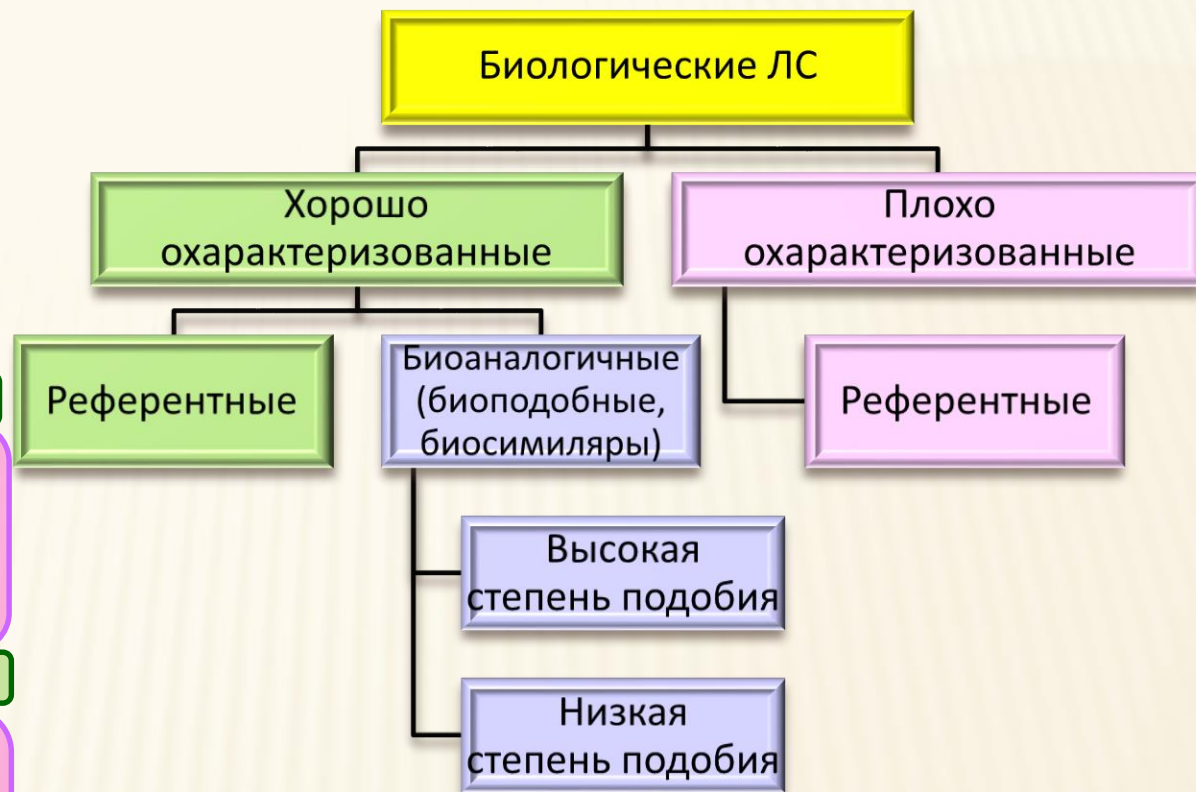 Биологические ЛС
Хорошо
охарактеризованные
Плохо
охарактеризованные
Референтные
Биоаналогичные
(биоподобные,
биосимиляры)
Референтные
Высокая
степень подобия
Низкая
степень подобия